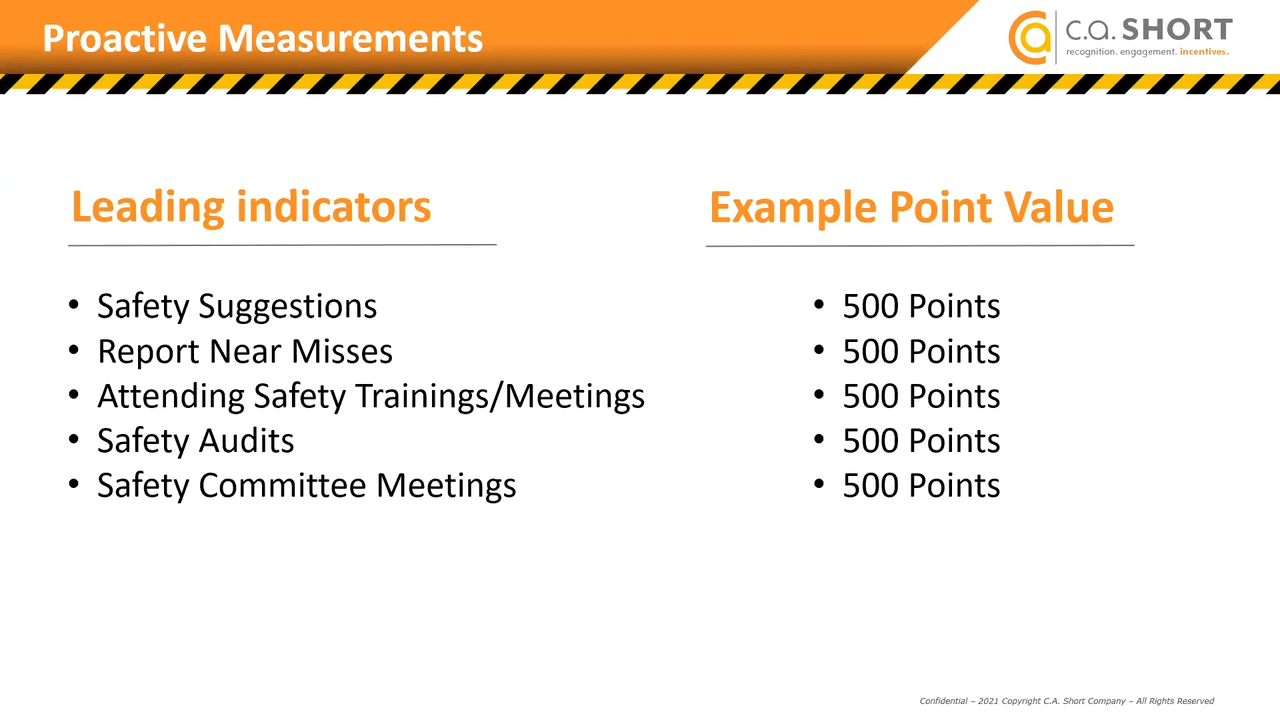 Proactive Measurements
c.a. SHORT
recognition. engagement. incentives.
Leading indicators
Example Point Value
• Safety Suggestions
• 500 Points
• Report Near Misses
• 500 Points
• Attending Safety Trainings/Meetings
• 500 Points
• Safety Audits
• 500 Points
• Safety Committee Meetings
• 500 Points
Confidential – 2021 Copyright C.A. Short Company – All Rights Reserved